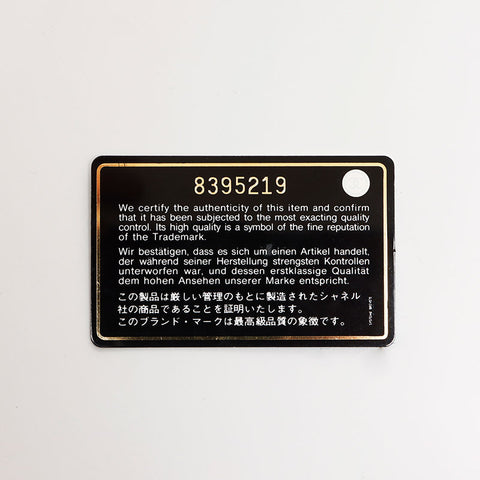 8395219
We certify the authenticity of this item and confirm
that it has been subjected to the most exacting quality
control. Its high quality is a symbol of the fine reputation
of the Trademark.
Wir bestätigen, dass es sich um einen Artikel handelt,
der während seiner Herstellung strengsten Kontrollen
unterworfen war, und dessen erstklassige Qualität
dem hohen Ansehen unserer Marke entspricht.
この製品は厳しい管理のもとに製造されたシャネル
社の商品であることを証明いたします。
このブランド・マークは最高級品質の象徴です。